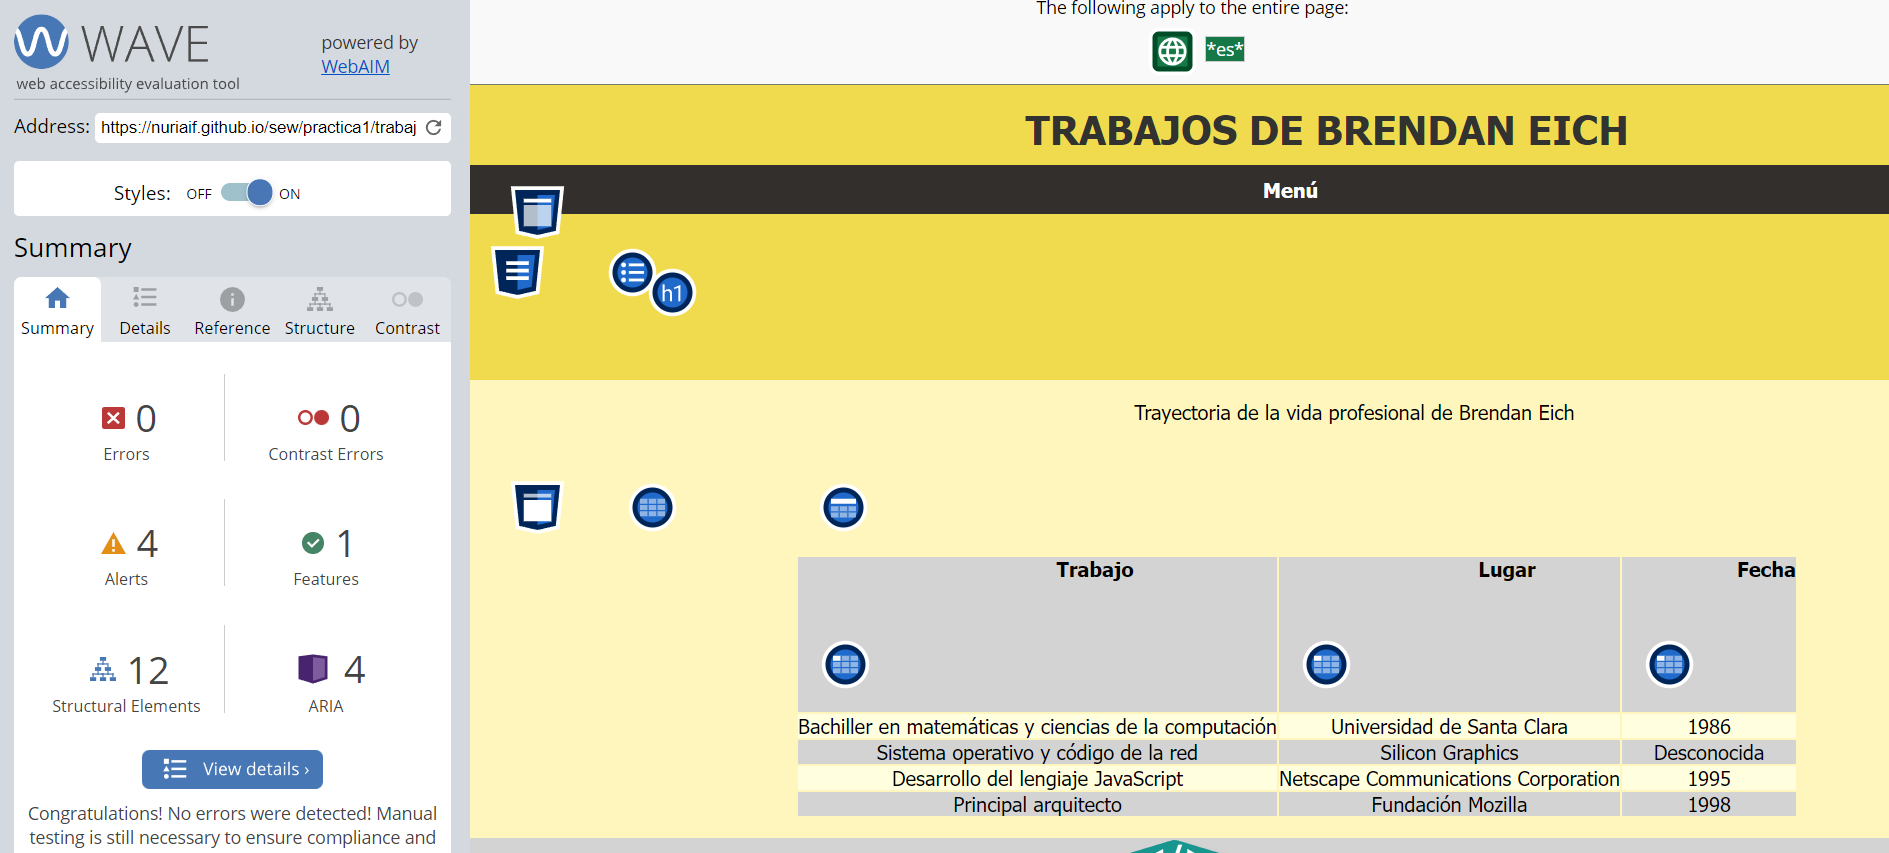 WAVE
powered by
WebAIM
web accessibility evaluation tool
Address: https://nuriaif.github.io/sew/practica1/trabaj
Styles: OFF ON
Summary
Summary Details Reference Structure Contrast
0 0
Errors Contrast Errors
4 1
Alerts Features
12 4
Structural Elements ARIA
View details ›
Congratulations! No errors were detected! Manual
testing is still necessary to ensure compliance and
The following apply to the entire page:
*es*
TRABAJOS DE BRENDAN EICH
Menú
h1
Trayectoria de la vida profesional de Brendan Eich
Trabajo Lugar Fecha
Bachiller en matemáticas y ciencias de la computación Universidad de Santa Clara 1986
Sistema operativo y código de la red Silicon Graphics Desconocida
Desarrollo del lengiaje JavaScript Netscape Communications Corporation 1995
Principal arquitecto Fundación Mozilla 1998